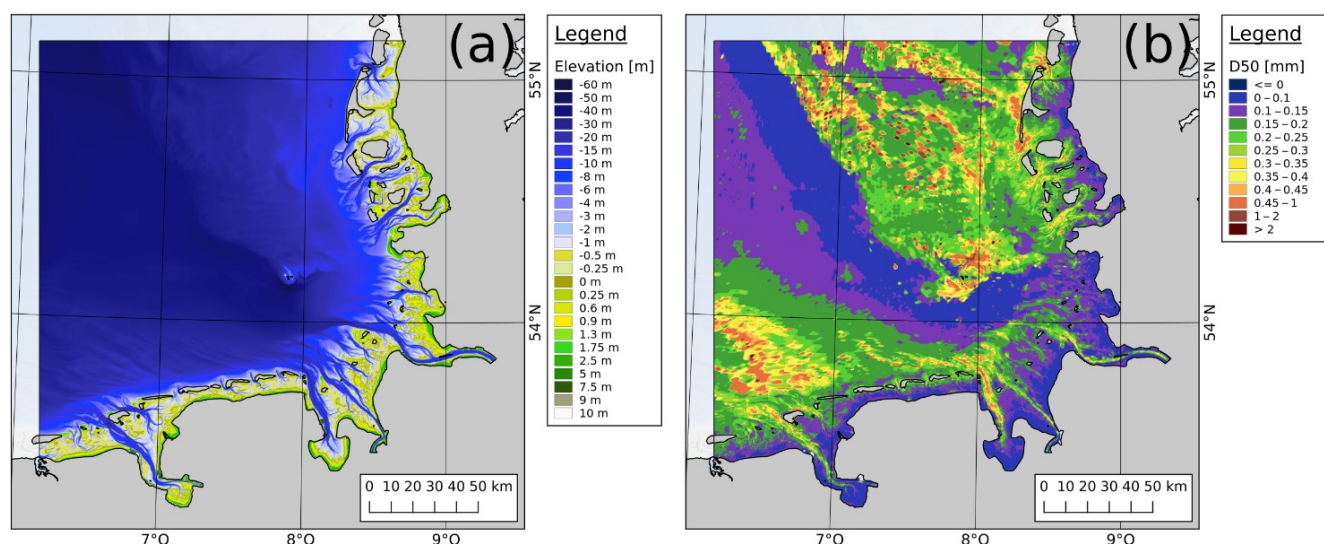 (a)
Legend
Elevation [m]
-60 m
-50 m
-40 m
-30 m
-20 m
-15 m
-10 m
-8 m
-6 m
-4 m
-3 m
-2 m
-1 m
-0.5 m
-0.25 m
0 m
0.25 m
0.6 m
0.9 m
1.3 m
1.75 m
2.5 m
5 m
7.5 m
9 m
10 m
55°N
54°N
0 10 20 30 40 50 km
7°O 8°O 9°O
(b)
Legend
D50 [mm]
<= 0
0 – 0.1
0.1 – 0.15
0.15 – 0.2
0.2 – 0.25
0.25 – 0.3
0.3 – 0.35
0.35 – 0.4
0.4 – 0.45
0.45 – 1
1 – 2
> 2
55°N
54°N
0 10 20 30 40 50 km
7°O 8°O 9°O